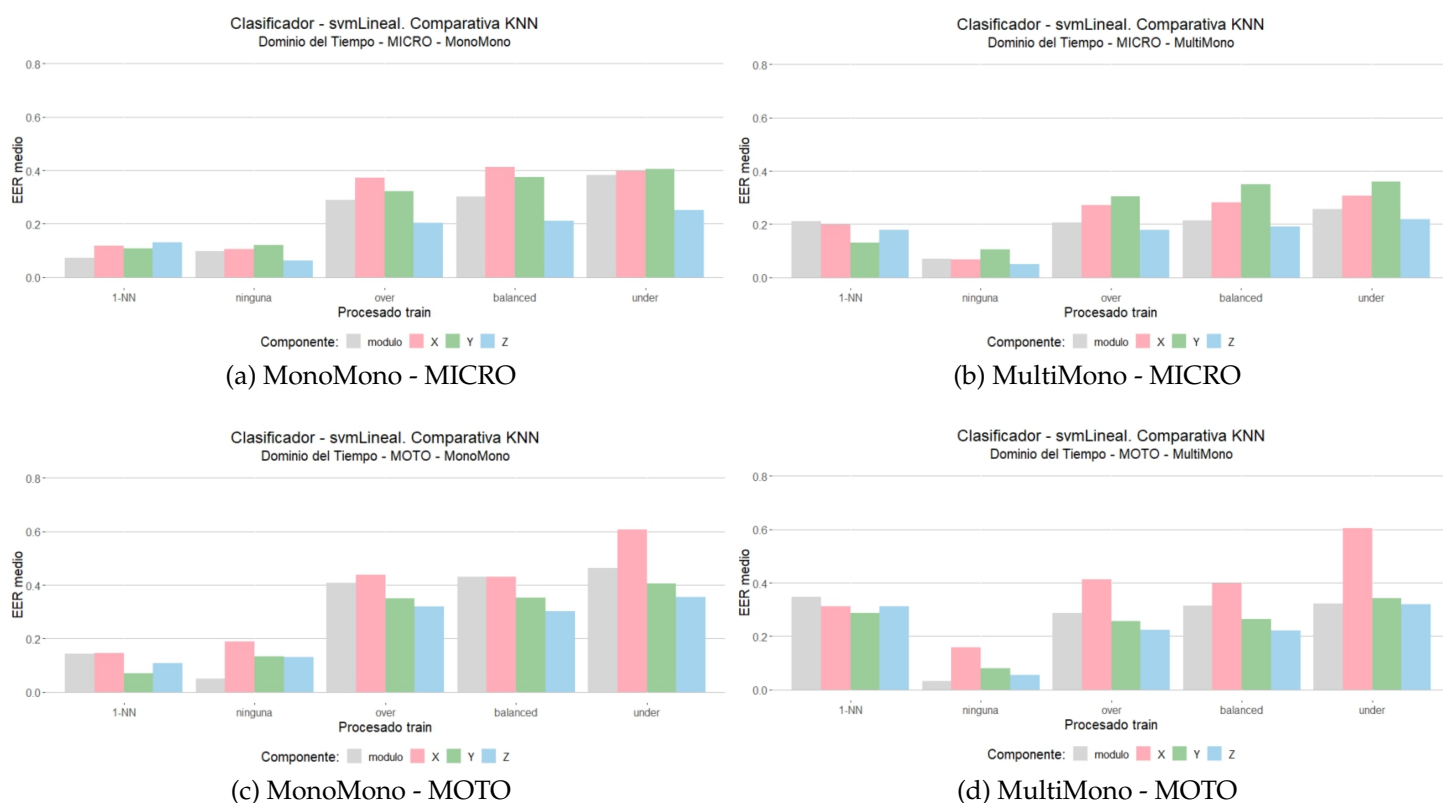 Clasificador - svmLineal. Comparativa KNN
Dominio del Tiempo - MICRO - MonoMono
EER medio
0.8
0.6
0.4
0.2
0.0
1-NN ninguna over balanced under
Procesado train
Componente: modulo X Y Z
(a) MonoMono - MICRO
Clasificador - svmLineal. Comparativa KNN
Dominio del Tiempo - MICRO - MultiMono
EER medio
0.8
0.6
0.4
0.2
0.0
1-NN ninguna over balanced under
Procesado train
Componente: modulo X Y Z
(b) MultiMono - MICRO
Clasificador - svmLineal. Comparativa KNN
Dominio del Tiempo - MOTO - MonoMono
EER medio
0.8
0.6
0.4
0.2
0.0
1-NN ninguna over balanced under
Procesado train
Componente: modulo X Y Z
(c) MonoMono - MOTO
Clasificador - svmLineal. Comparativa KNN
Dominio del Tiempo - MOTO - MultiMono
EER medio
0.8
0.6
0.4
0.2
0.0
1-NN ninguna over balanced under
Procesado train
Componente: modulo X Y Z
(d) MultiMono - MOTO